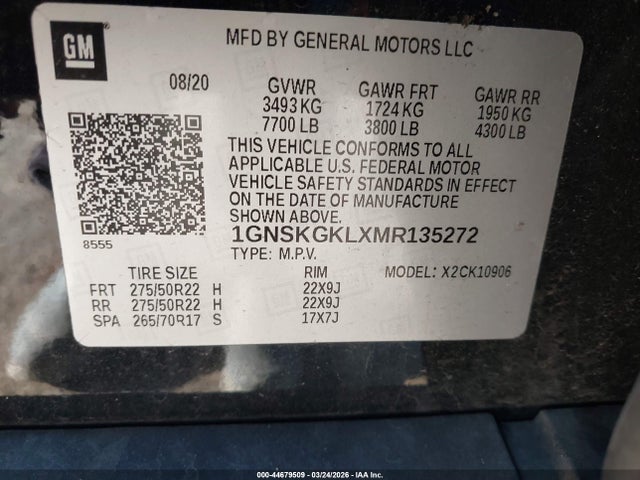 GM
MFD BY GENERAL MOTORS LLC
08/20 GVWR GAWR FRT GAWR RR
3493 KG 1724 KG 1950 KG
7700 LB 3800 LB 4300 LB
THIS VEHICLE CONFORMS TO ALL
APPLICABLE U.S. FEDERAL MOTOR
VEHICLE SAFETY STANDARDS IN EFFECT
ON THE DATE OF MANUFACTURE
SHOWN ABOVE.
8555
1GNSKGKLXMR135272
TYPE: M.P.V.
TIRE SIZE RIM MODEL: X2CK10906
FRT 275/50R22 H 22X9J
RR 275/50R22 H 22X9J
SPA 265/70R17 S 17X7J
000-44679509 - 03/24/2026 - IAA Inc.